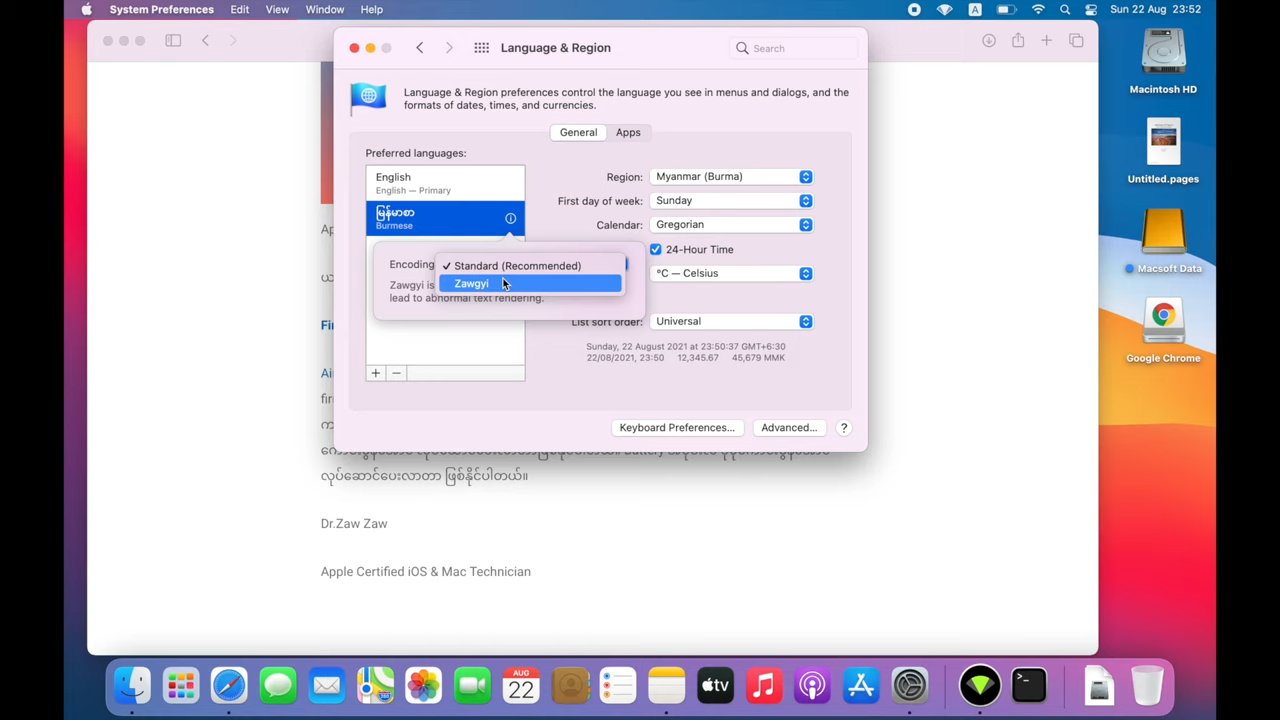 System Preferences Edit View Window Help
A
Sun 22 Aug 23:52
Language & Region
Search
Language & Region preferences control the language you see in menus and dialogs, and the
formats of dates, times, and currencies.
General Apps
Preferred languages:
English
English — Primary
မြန်မာစာ
Burmese
Region: Myanmar (Burma)
First day of week: Sunday
Calendar: Gregorian
24-Hour Time
°C — Celsius
Encoding
✓ Standard (Recommended)
Zawgyi
Zawgyi is
lead to abnormal text rendering.
List sort order: Universal
Sunday, 22 August 2021 at 23:50:37 GMT+6:30
22/08/2021, 23:50 12,345.67 45,679 MMK
+ −
Keyboard Preferences... Advanced... ?
Ap
Fir
Ai
လုပ်ဆောင်ပေးလာတာ ဖြစ်နိုင်ပါတယ်။
Dr.Zaw Zaw
Apple Certified iOS & Mac Technician
Macintosh HD
Untitled.pages
Macsoft Data
Google Chrome
AUG
22
tv